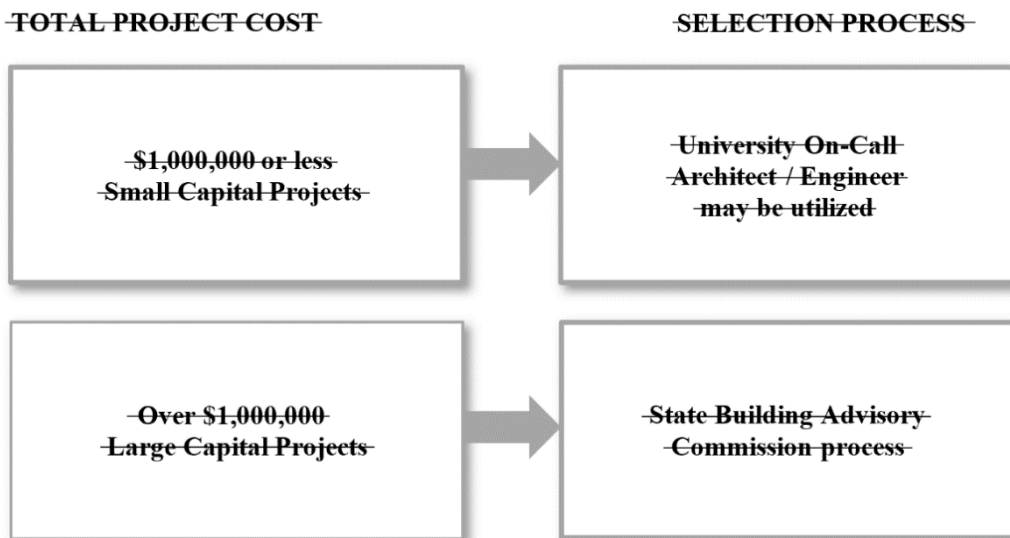 TOTAL PROJECT COST
SELECTION PROCESS
$1,000,000 or less
Small Capital Projects
University On-Call
Architect / Engineer
may be utilized
Over $1,000,000
Large Capital Projects
State Building Advisory
Commission process